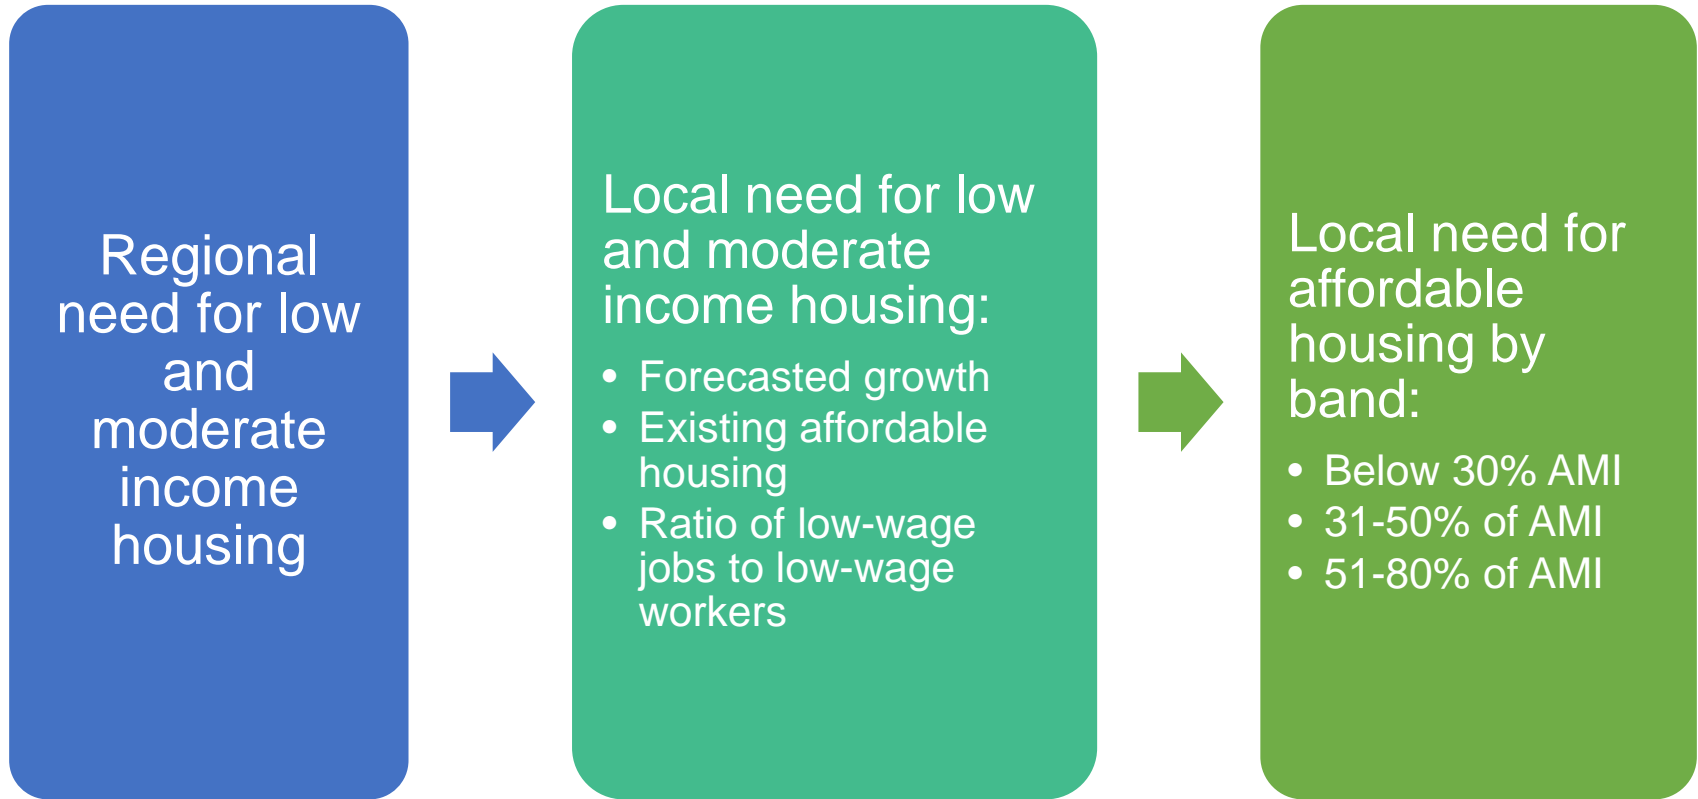 Regional
need for low
and
moderate
income
housing
Local need for low
and moderate
income housing:
• Forecasted growth
• Existing affordable
housing
• Ratio of low-wage
jobs to low-wage
workers
Local need for
affordable
housing by
band:
• Below 30% AMI
• 31-50% of AMI
• 51-80% of AMI